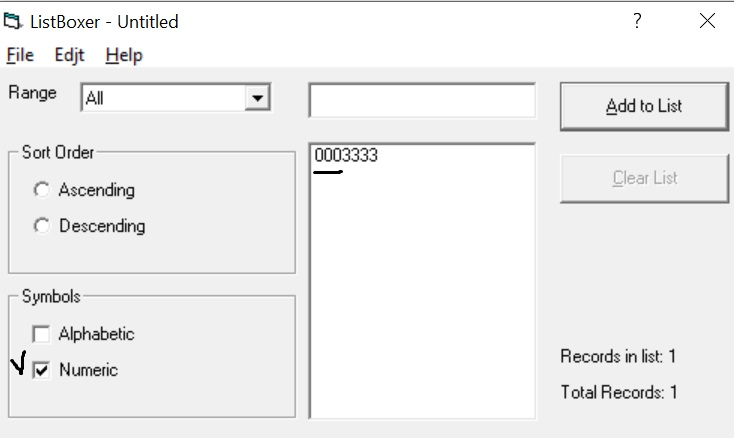 ListBoxer - Untitled ?
File Edjt Help
Range All Add to List
Sort Order 0003333
Clear List
Ascending
Descending
Symbols
Alphabetic
Numeric
Records in list: 1
Total Records: 1